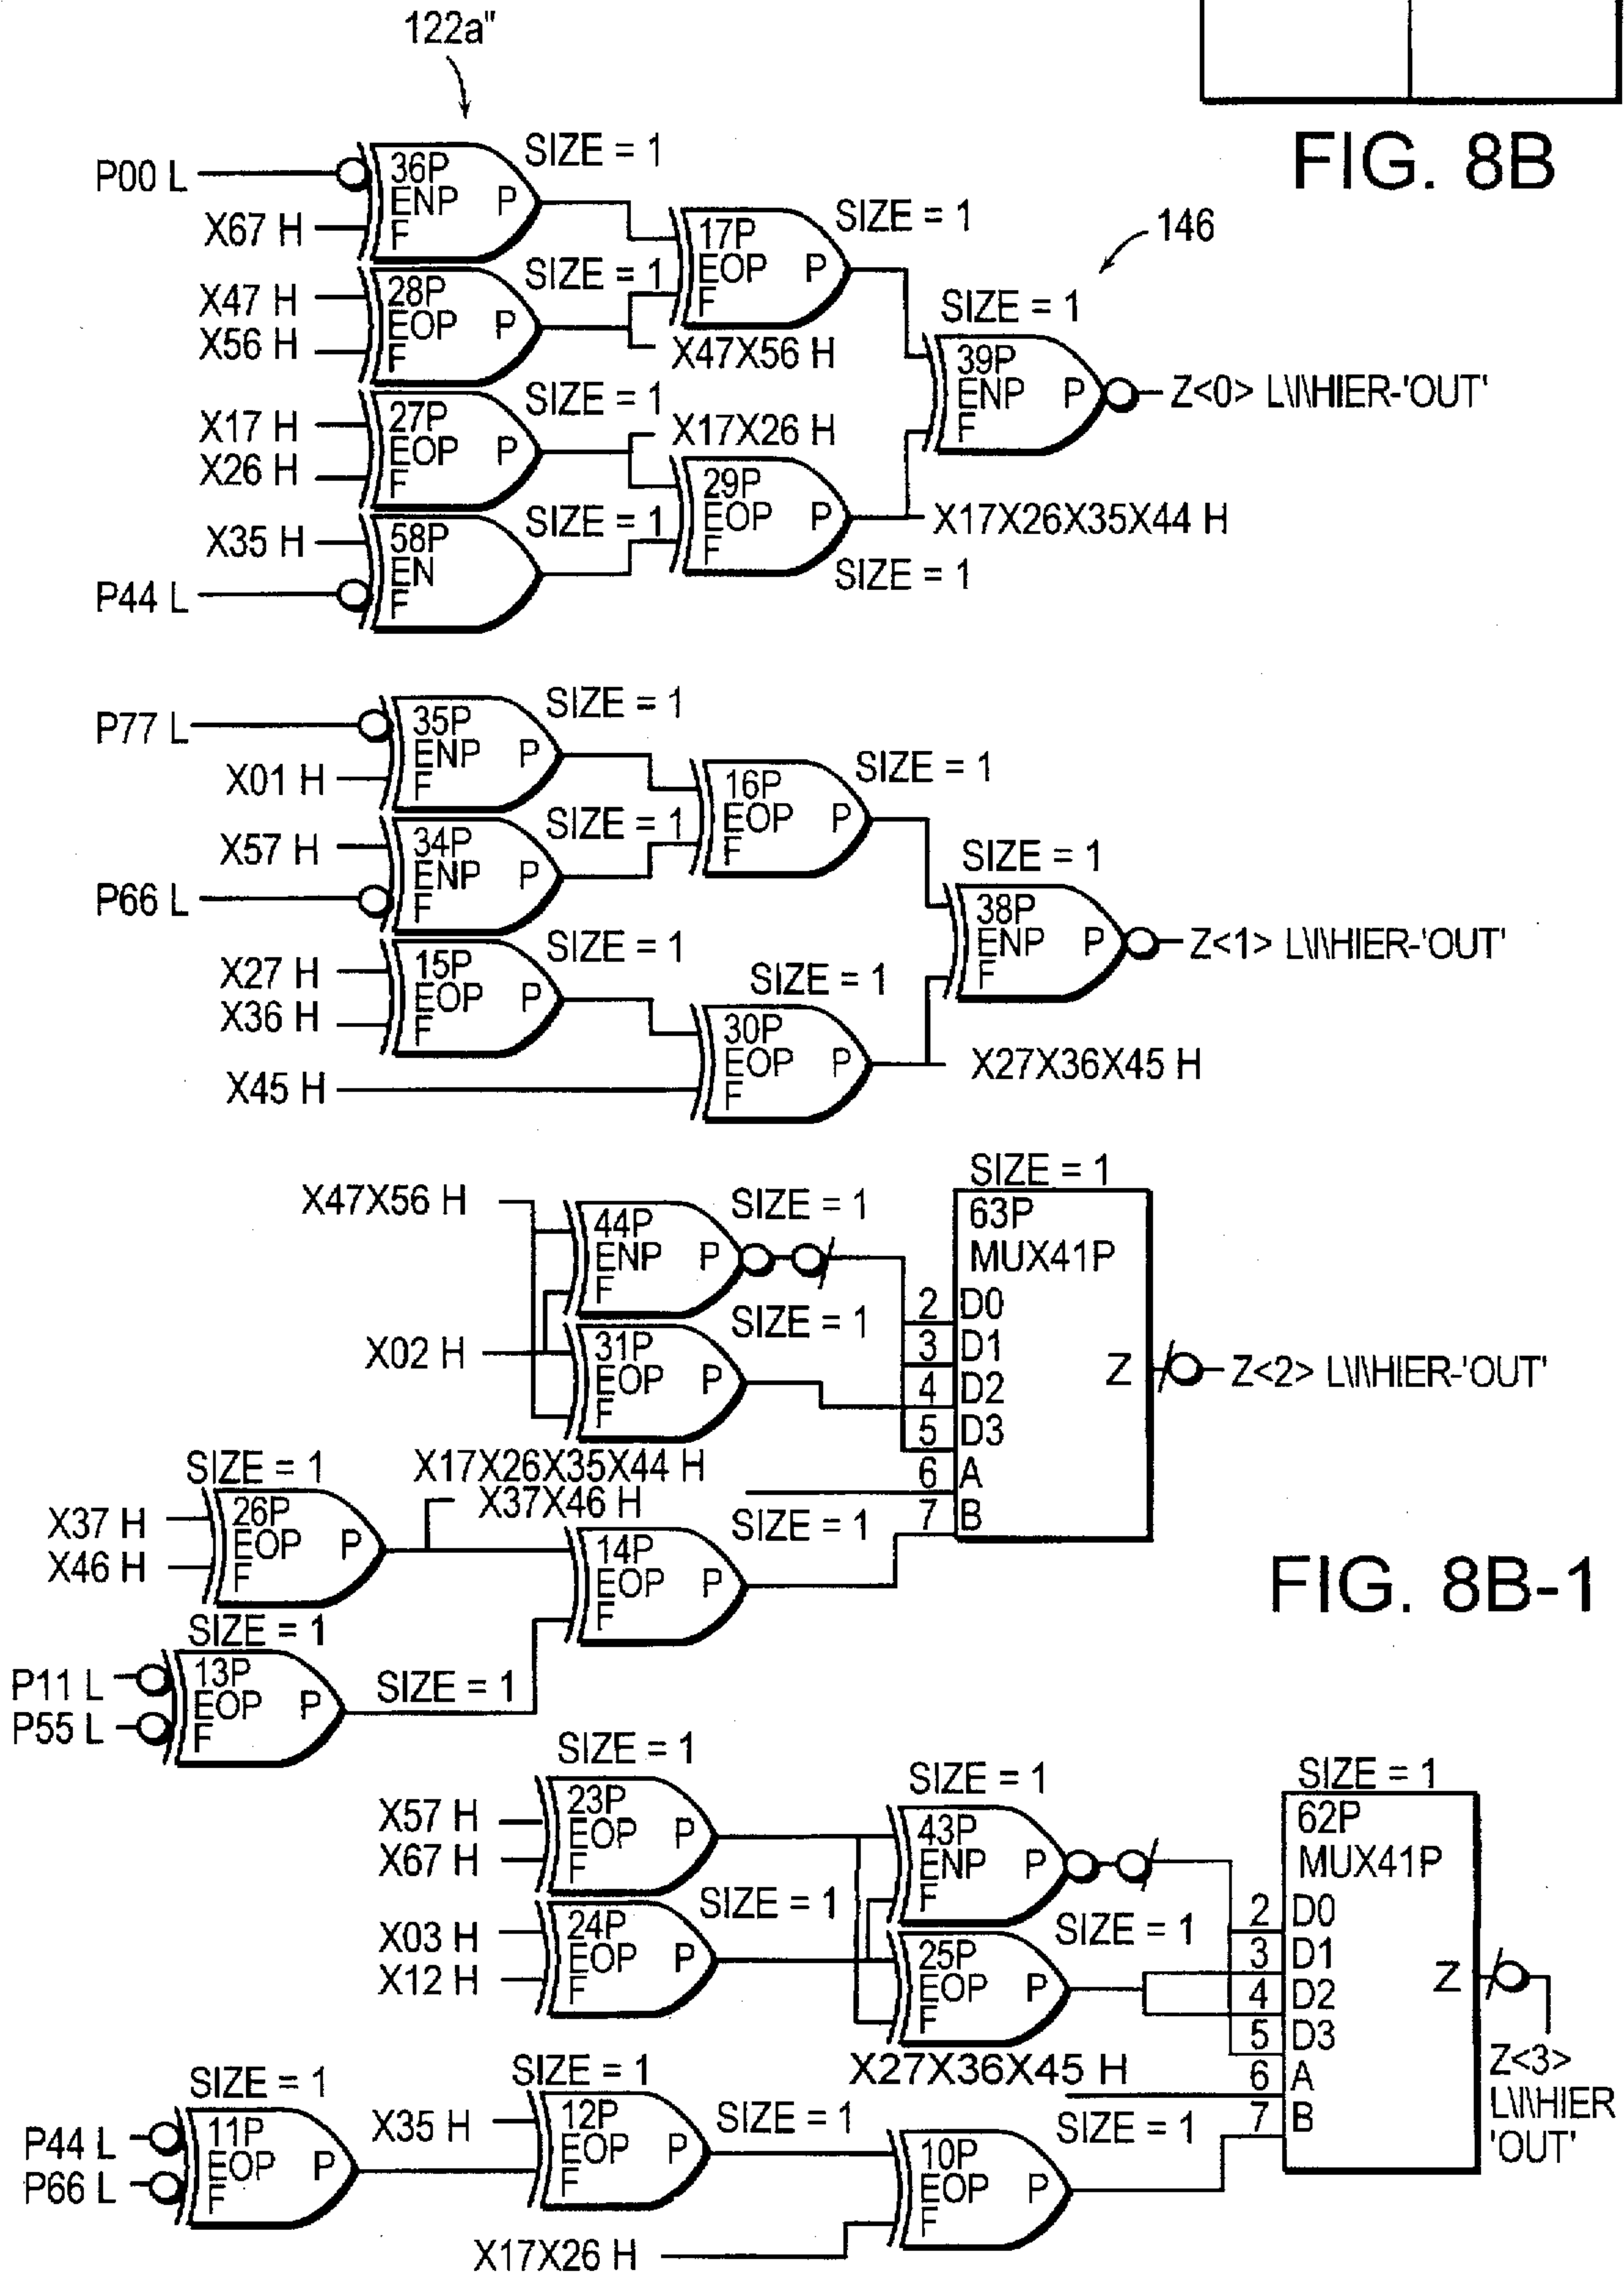 122a"
FIG. 8B
P00 L
X67 H
36P
ENP P
F
SIZE = 1
X47 H
X56 H
28P
EOP P
F
SIZE = 1
X47X56 H
17P
EOP P
F
SIZE = 1
146
X17 H
X26 H
27P
EOP P
F
SIZE = 1
X17X26 H
X35 H
P44 L
58P
EN
F
SIZE = 1
29P
EOP P
F
SIZE = 1
X17X26X35X44 H
SIZE = 1
39P
ENP P
F
Z<0> L\I\\HIER-'OUT'
P77 L
X01 H
35P
ENP P
F
SIZE = 1
X57 H
P66 L
34P
ENP P
F
SIZE = 1
16P
EOP P
F
SIZE = 1
X27 H
X36 H
15P
EOP P
F
SIZE = 1
X45 H
SIZE = 1
30P
EOP P
F
X27X36X45 H
SIZE = 1
38P
ENP P
F
Z<1> L\I\\HIER-'OUT'
X47X56 H
X02 H
44P
ENP P
F
SIZE = 1
31P
EOP P
F
SIZE = 1
SIZE = 1
63P
MUX41P
2 D0
3 D1
4 D2
5 D3
6 A
7 B
Z
Z<2> L\I\\HIER-'OUT'
X17X26X35X44 H
SIZE = 1
X37 H
X46 H
26P
EOP P
F
X37X46 H
14P
EOP P
F
SIZE = 1
FIG. 8B-1
SIZE = 1
P11 L
P55 L
13P
EOP P
F
SIZE = 1
SIZE = 1
X57 H
X67 H
23P
EOP P
F
X03 H
X12 H
24P
EOP P
F
SIZE = 1
SIZE = 1
43P
ENP P
F
25P
EOP P
F
SIZE = 1
X27X36X45 H
SIZE = 1
62P
MUX41P
2 D0
3 D1
4 D2
5 D3
6 A
7 B
Z
Z<3>
L\I\\HIER
'OUT'
SIZE = 1
P44 L
P66 L
11P
EOP P
F
SIZE = 1
X35 H
12P
EOP P
F
SIZE = 1
X17X26 H
10P
EOP P
F
SIZE = 1